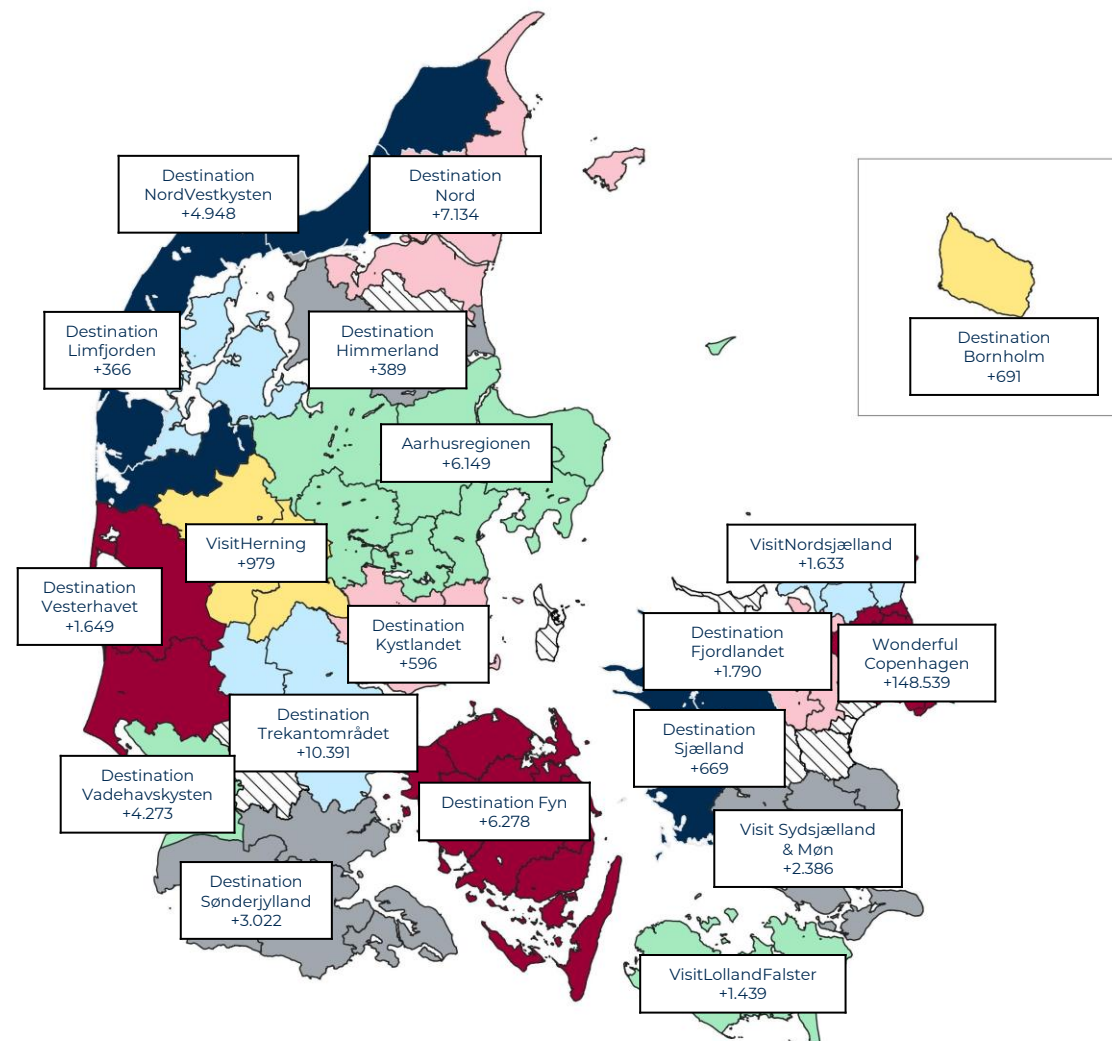 Destination
NordVestkysten
+4.948
Destination
Nord
+7.134
Destination
Limfjorden
+366
Destination
Himmerland
+389
Destination
Bornholm
+691
Aarhusregionen
+6.149
VisitHerning
+979
VisitNordsjælland
+1.633
Destination
Vesterhavet
+1.649
Destination
Kystlandet
+596
Destination
Fjordlandet
+1.790
Wonderful
Copenhagen
+148.539
Destination
Trekantområdet
+10.391
Destination
Sjælland
+669
Destination
Vadehavskysten
+4.273
Destination Fyn
+6.278
Visit Sydsjælland
& Møn
+2.386
Destination
Sønderjylland
+3.022
VisitLollandFalster
+1.439